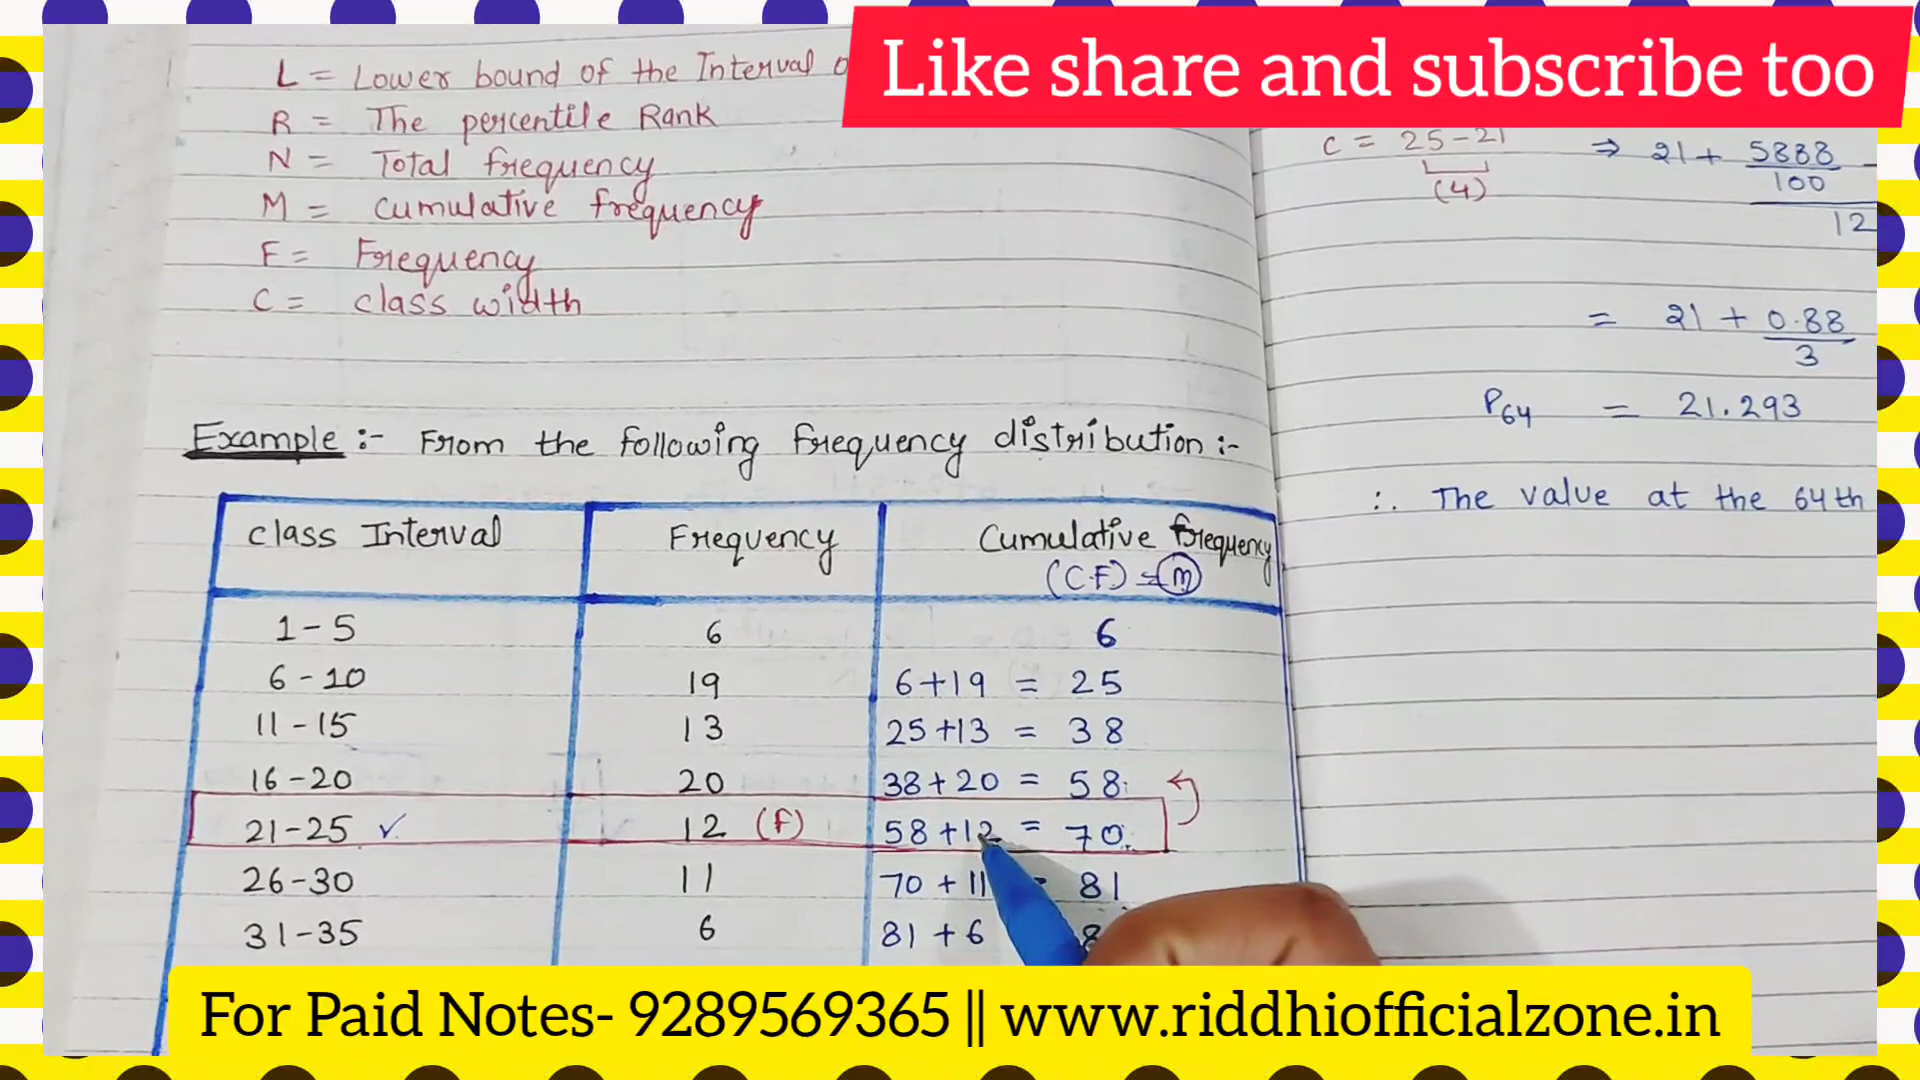 Like share and subscribe too
L = Lower bound of the Interval
R = The percentile Rank
N = Total frequency
M = Cumulative frequency
F = Frequency
C = class width
Example :- From the following frequency distribution :-
class Interval Frequency Cumulative frequency
(C.F) = m
1-5 6 6
6-10 19 6+19 = 25
11-15 13 25+13 = 38
16-20 20 38+20 = 58
21-25 ✓ 12 (F) 58+12 = 70
26-30 11 70+11 = 81
31-35 6 81+6 8
C = 25-21 ⇒ 21+ 5888
(4) 100
12
= 21 + 0.88
3
P64 = 21.293
∴ The value at the 64th
For Paid Notes- 9289569365 || www.riddhiofficialzone.in